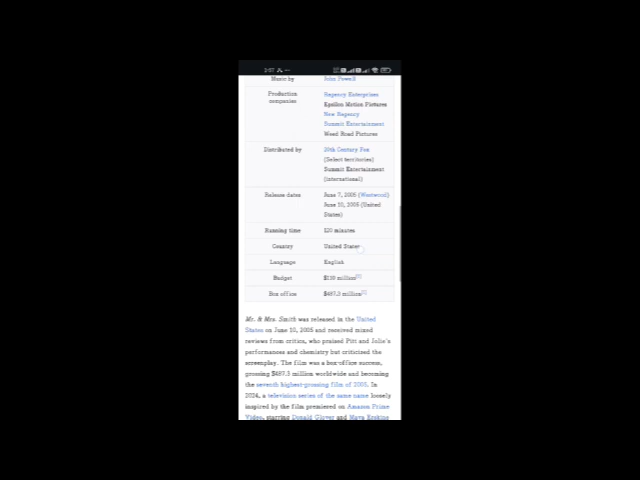 2:07
Music by John Powell
Production companies
Regency Enterprises
Epsilon Motion Pictures
New Regency
Summit Entertainment
Weed Road Pictures
Distributed by
20th Century Fox
(Select territories)
Summit Entertainment
(international)
Release dates
June 7, 2005 (Westwood)
June 10, 2005 (United
States)
Running time 120 minutes
Country United States
Language English
Budget $110 million
Box office $487.3 million
Mr. & Mrs. Smith was released in the United
States on June 10, 2005 and received mixed
reviews from critics, who praised Pitt and Jolie's
performances and chemistry but criticized the
screenplay. The film was a box-office success,
grossing $487.3 million worldwide and becoming
the seventh highest-grossing film of 2005. In
2024, a television series of the same name loosely
inspired by the film premiered on Amazon Prime
Video, starring Donald Glover and Maya Erskine